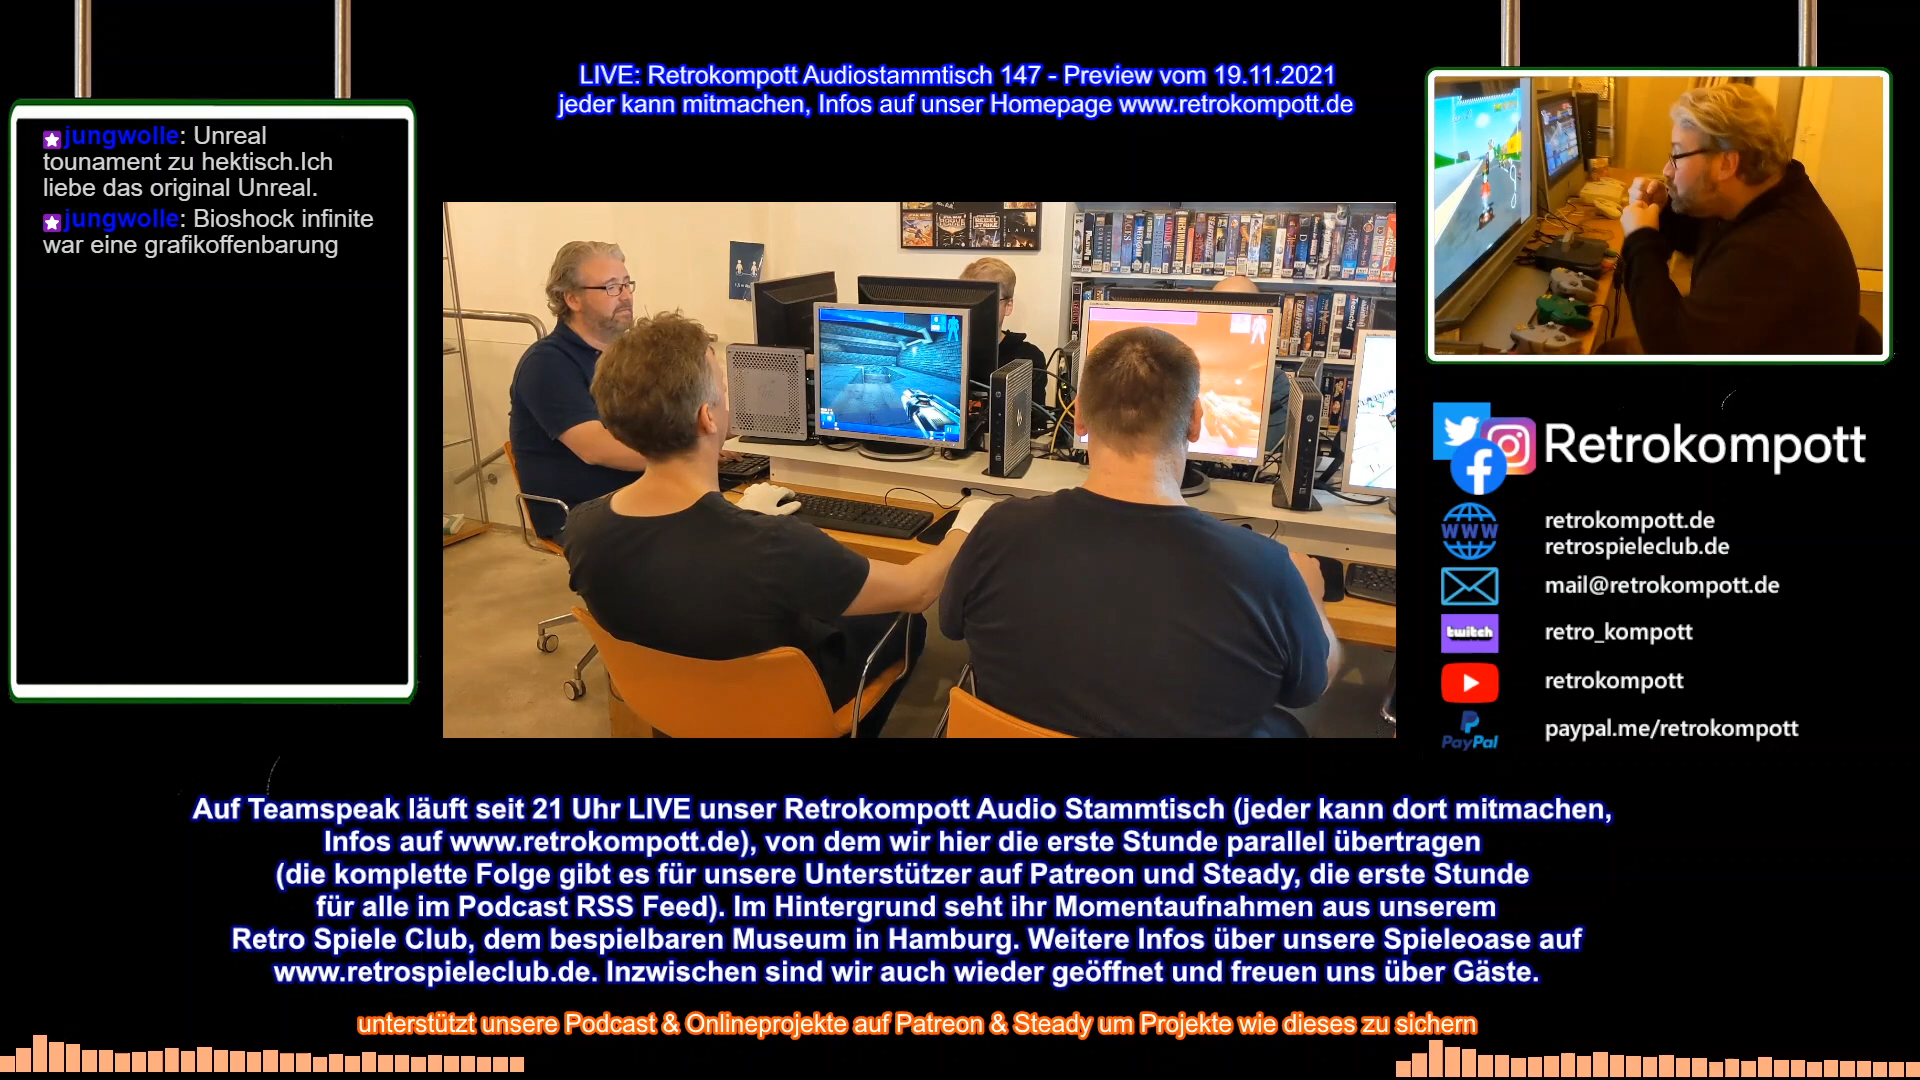 LIVE: Retrokompott Audiostammtisch 147 - Preview vom 19.11.2021
jeder kann mitmachen, Infos auf unser Homepage www.retrokompott.de
jungwolle: Unreal
tounament zu hektisch.Ich
liebe das original Unreal.
jungwolle: Bioshock infinite
war eine grafikoffenbarung
Retrokompott
WWW
retrokompott.de
retrospieleclub.de
mail@retrokompott.de
twitch
retro_kompott
retrokompott
PayPal
paypal.me/retrokompott
Auf Teamspeak läuft seit 21 Uhr LIVE unser Retrokompott Audio Stammtisch (jeder kann dort mitmachen,
Infos auf www.retrokompott.de), von dem wir hier die erste Stunde parallel übertragen
(die komplette Folge gibt es für unsere Unterstützer auf Patreon und Steady, die erste Stunde
für alle im Podcast RSS Feed). Im Hintergrund seht ihr Momentaufnahmen aus unserem
Retro Spiele Club, dem bespielbaren Museum in Hamburg. Weitere Infos über unsere Spieleoase auf
www.retrospieleclub.de. Inzwischen sind wir auch wieder geöffnet und freuen uns über Gäste.
unterstützt unsere Podcast & Onlineprojekte auf Patreon & Steady um Projekte wie dieses zu sichern